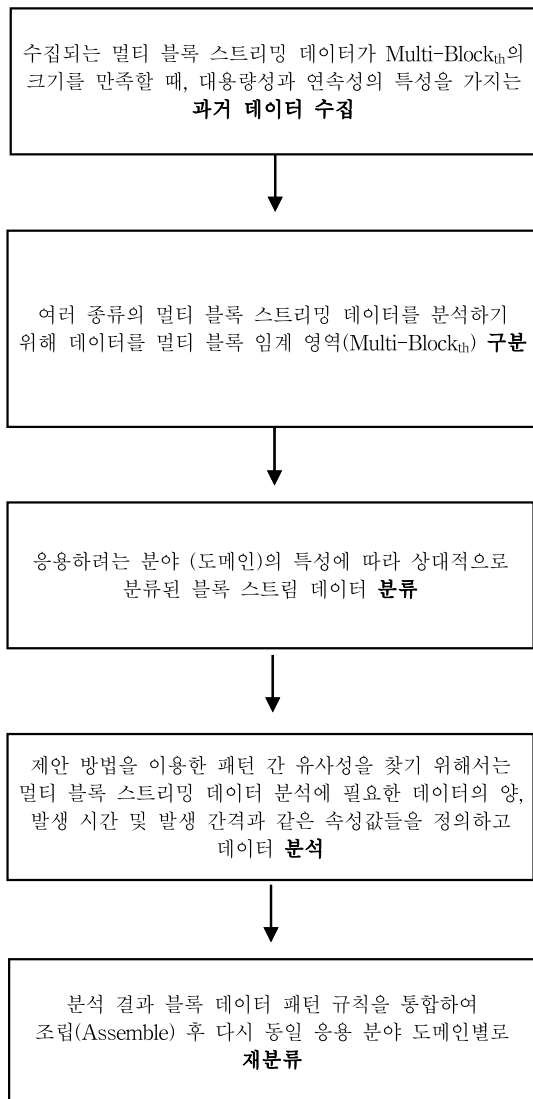 수집되는 멀티 블록 스트리밍 데이터가 Multi-Blockth의
크기를 만족할 때, 대용량성과 연속성의 특성을 가지는
과거 데이터 수집
여러 종류의 멀티 블록 스트리밍 데이터를 분석하기
위해 데이터를 멀티 블록 임계 영역(Multi-Blockth) 구분
응용하려는 분야 (도메인)의 특성에 따라 상대적으로
분류된 블록 스트림 데이터 분류
제안 방법을 이용한 패턴 간 유사성을 찾기 위해서는
멀티 블록 스트리밍 데이터 분석에 필요한 데이터의 양,
발생 시간 및 발생 간격과 같은 속성값들을 정의하고
데이터 분석
분석 결과 블록 데이터 패턴 규칙을 통합하여
조립(Assemble) 후 다시 동일 응용 분야 도메인별로
재분류